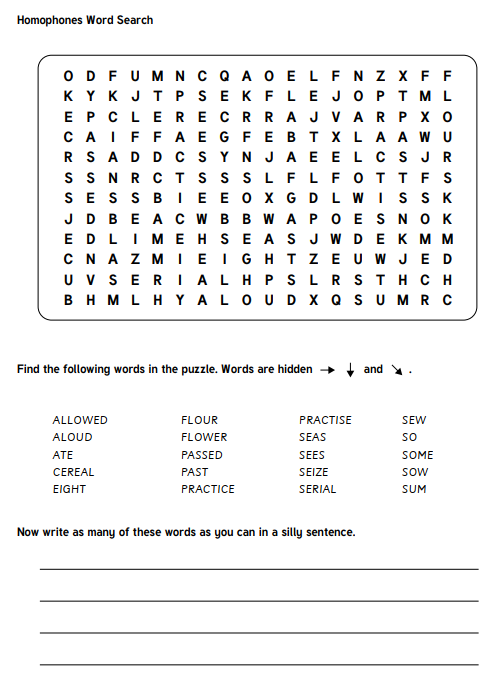 Homophones Word Search
O D F U M N C Q A O E L F N Z X F F
K Y K J T P S E K F L E J O P T M L
E P C L E R E C R R A J V A R P X O
C A I F F A E G F E B T X L A A W U
R S A D D C S Y N J A E E L C S J R
S S N R C T S S S L F L F O T T F S
S E S S B I E E O X G D L W I S S K
J D B E A C W B B W A P O E S N O K
E D L I M E H S E A S J W D E K M M
C N A Z M I E I G H T Z E U W J E D
U V S E R I A L H P S L R S T H C H
B H M L H Y A L O U D X Q S U M R C
Find the following words in the puzzle. Words are hidden → ↓ and ↘ .
ALLOWED FLOUR PRACTISE SEW
ALOUD FLOWER SEAS SO
ATE PASSED SEES SOME
CEREAL PAST SEIZE SOW
EIGHT PRACTICE SERIAL SUM
Now write as many of these words as you can in a silly sentence.